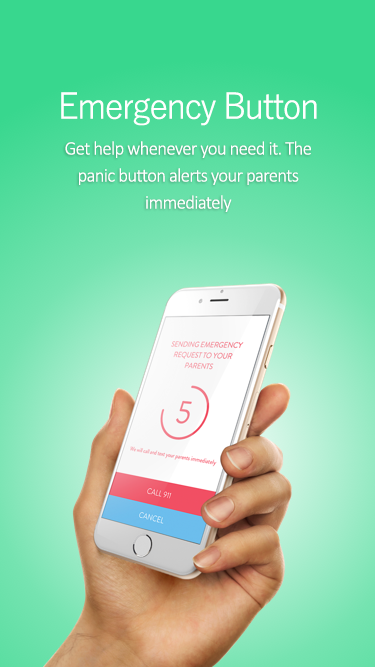 Emergency Button
Get help whenever you need it. The
panic button alerts your parents
immediately
SENDING EMERGENCY
REQUEST TO YOUR
PARENTS
5
We will call and text your parents immediately
CALL 911
CANCEL